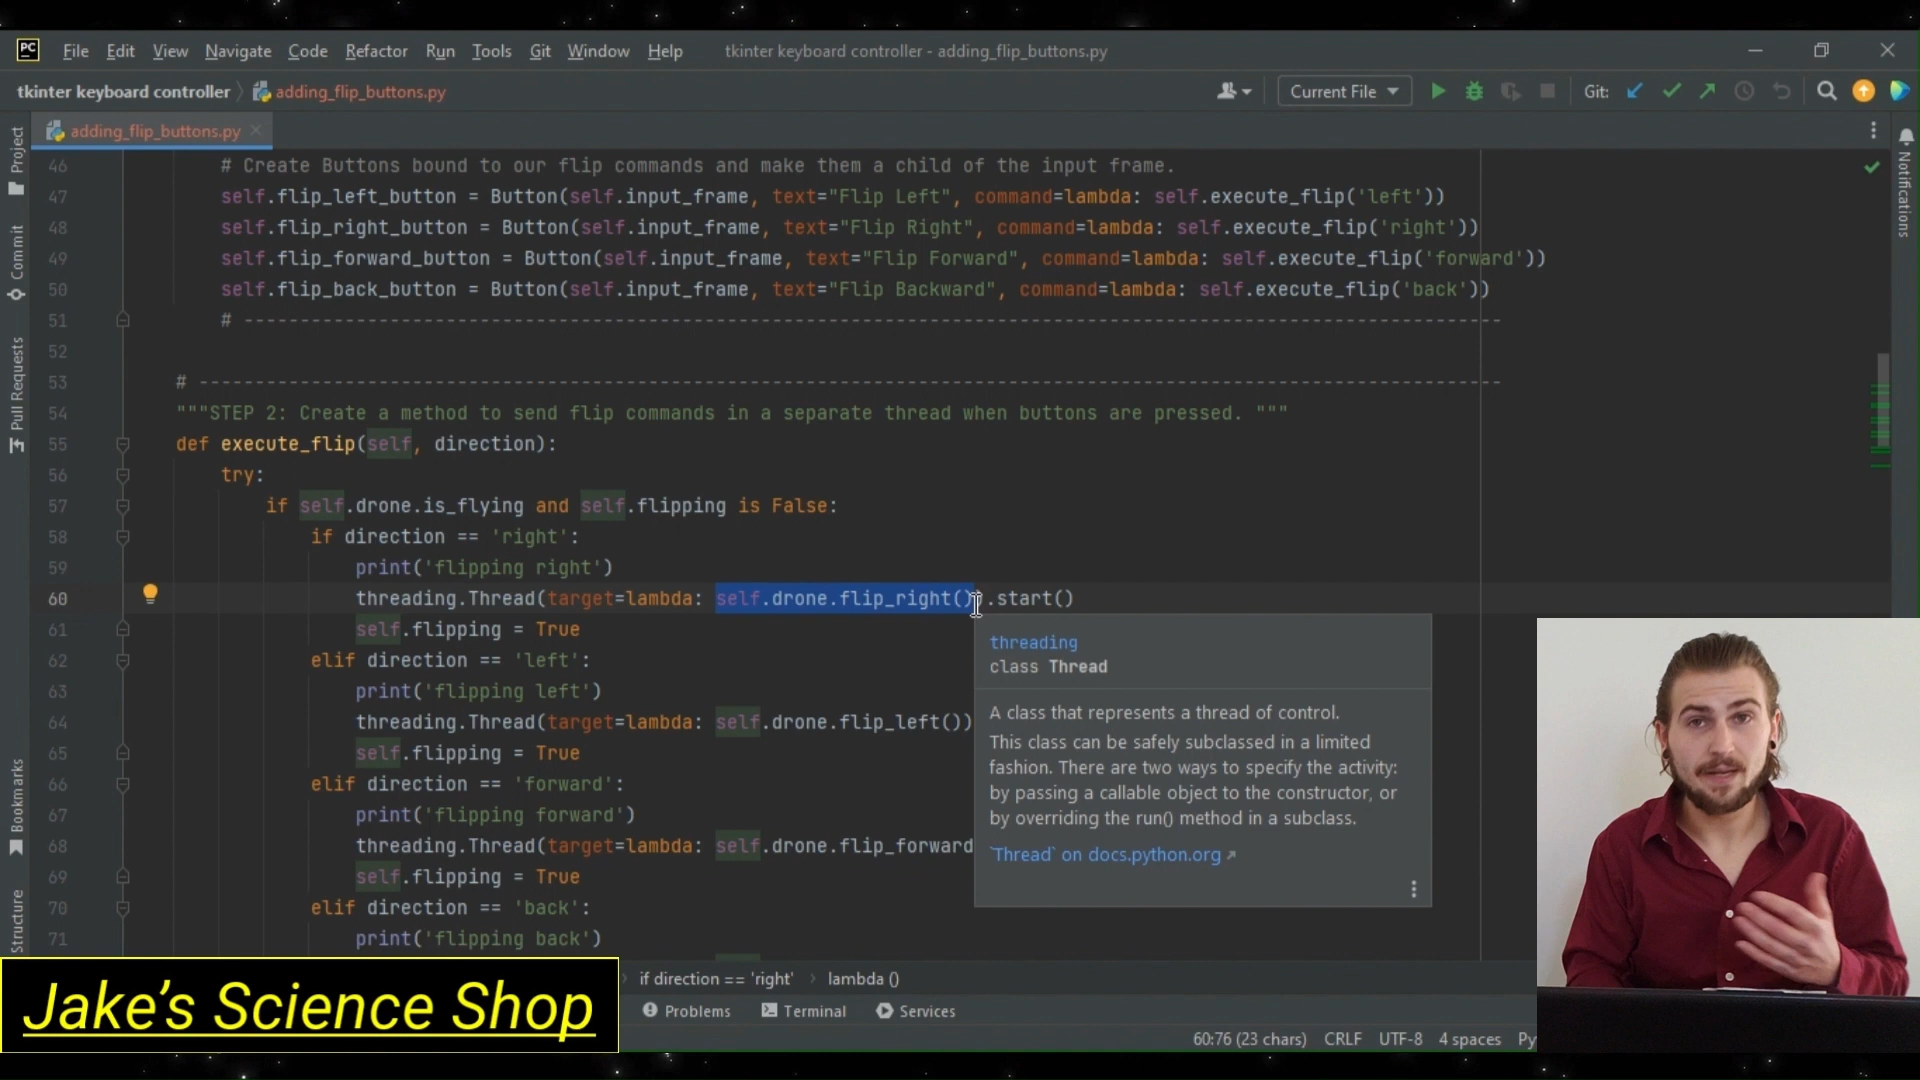 PC File Edit View Navigate Code Refactor Run Tools Git Window Help tkinter keyboard controller - adding_flip_buttons.py
tkinter keyboard controller adding_flip_buttons.py Current File Git:
adding_flip_buttons.py
Project
Commit
Pull Requests
Bookmarks
Structure
46 # Create Buttons bound to our flip commands and make them a child of the input frame.
47 self.flip_left_button = Button(self.input_frame, text="Flip Left", command=lambda: self.execute_flip('left'))
48 self.flip_right_button = Button(self.input_frame, text="Flip Right", command=lambda: self.execute_flip('right'))
49 self.flip_forward_button = Button(self.input_frame, text="Flip Forward", command=lambda: self.execute_flip('forward'))
50 self.flip_back_button = Button(self.input_frame, text="Flip Backward", command=lambda: self.execute_flip('back'))
51 # ----------------------------------------------------------------------------------------------------------------
52
53 # --------------------------------------------------------------------------------------------------------------------
54 """STEP 2: Create a method to send flip commands in a separate thread when buttons are pressed. """
55 def execute_flip(self, direction):
56 try:
57 if self.drone.is_flying and self.flipping is False:
58 if direction == 'right':
59 print('flipping right')
60 threading.Thread(target=lambda: self.drone.flip_right()).start()
61 self.flipping = True
62 elif direction == 'left':
63 print('flipping left')
64 threading.Thread(target=lambda: self.drone.flip_left())
65 self.flipping = True
66 elif direction == 'forward':
67 print('flipping forward')
68 threading.Thread(target=lambda: self.drone.flip_forward
69 self.flipping = True
70 elif direction == 'back':
71 print('flipping back')
threading
class Thread
A class that represents a thread of control.
This class can be safely subclassed in a limited
fashion. There are two ways to specify the activity:
by passing a callable object to the constructor, or
by overriding the run() method in a subclass.
`Thread` on docs.python.org
Notifications
if direction == 'right' lambda ()
Problems Terminal Services
60:76 (23 chars) CRLF UTF-8 4 spaces Py
Jake's Science Shop